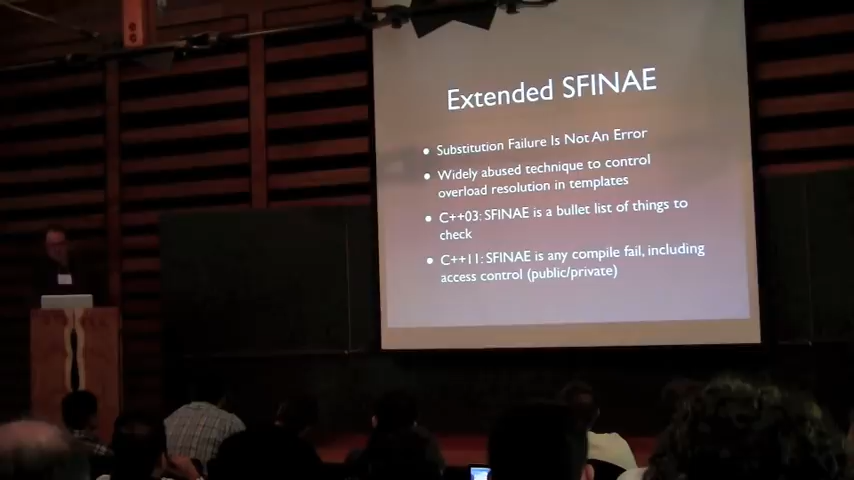 Extended SFINAE
• Substitution Failure Is Not An Error
• Widely abused technique to control
overload resolution in templates
• C++03: SFINAE is a bullet list of things to
check
• C++11: SFINAE is any compile fail, including
access control (public/private)